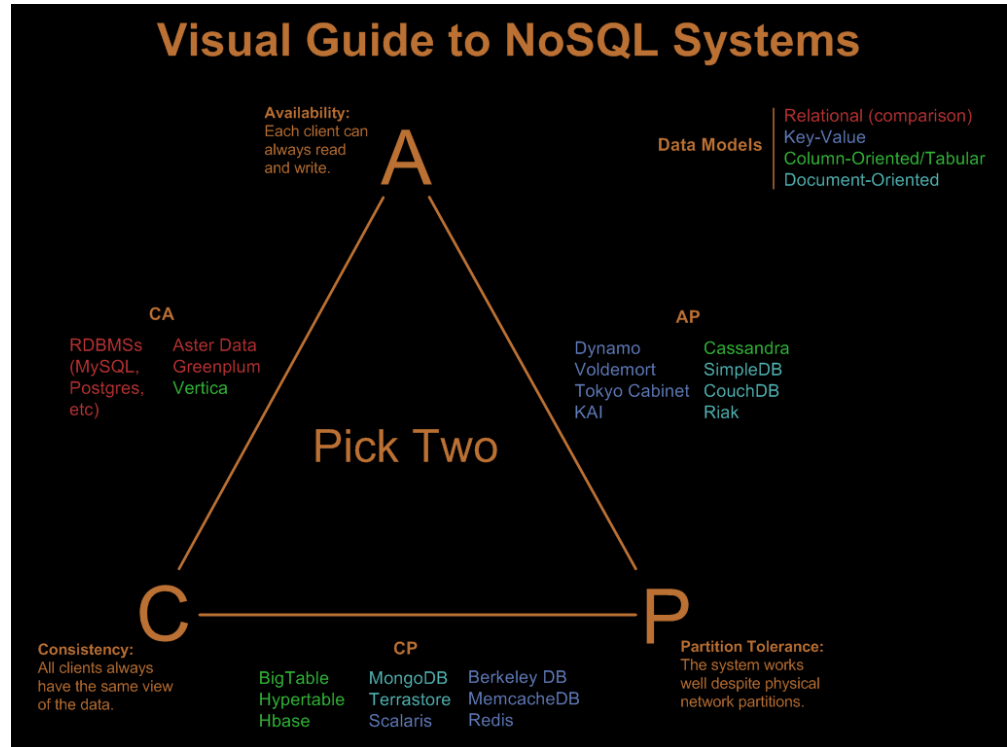 Visual Guide to NoSQL Systems
Availability:
Each client can
always read
and write.
A
Data Models
Relational (comparison)
Key-Value
Column-Oriented/Tabular
Document-Oriented
CA
RDBMSs
(MySQL,
Postgres,
etc)
Aster Data
Greenplum
Vertica
AP
Dynamo
Voldemort
Tokyo Cabinet
KAI
Cassandra
SimpleDB
CouchDB
Riak
Pick Two
C
P
Consistency:
All clients always
have the same view
of the data.
CP
BigTable
Hypertable
Hbase
MongoDB
Terrastore
Scalaris
Berkeley DB
MemcacheDB
Redis
Partition Tolerance:
The system works
well despite physical
network partitions.